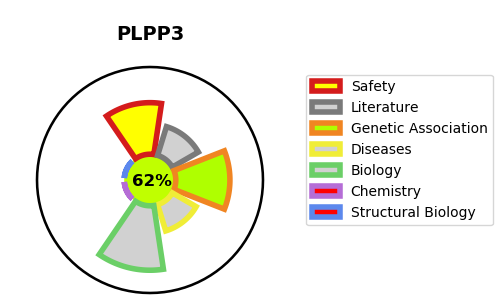 PLPP3
62%
Safety
Literature
Genetic Association
Diseases
Biology
Chemistry
Structural Biology